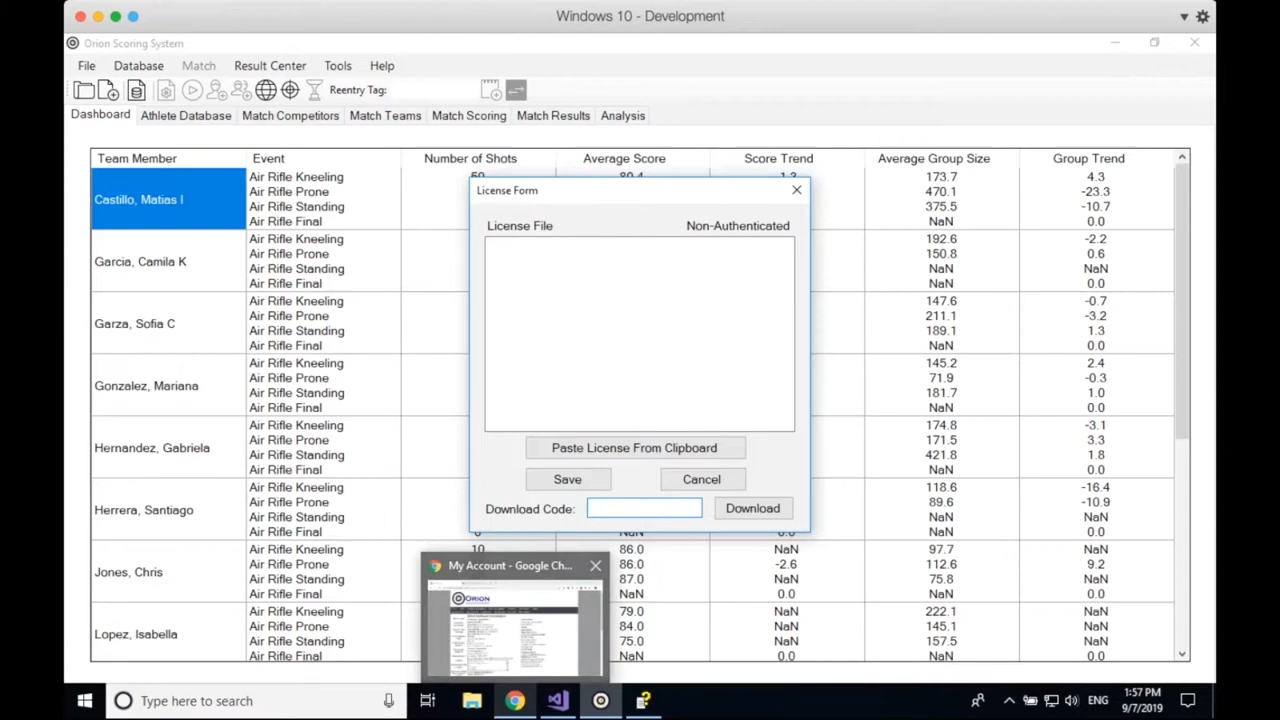 Windows 10 - Development
Orion Scoring System
File Database Match Result Center Tools Help
Reentry Tag:
Dashboard Athlete Database Match Competitors Match Teams Match Scoring Match Results Analysis
Team Member Event Number of Shots Average Score Score Trend Average Group Size Group Trend
Castillo, Matias I
Air Rifle Kneeling 173.7 4.3
Air Rifle Prone 470.1 -23.3
Air Rifle Standing 375.5 -10.7
Air Rifle Final NaN 0.0
Garcia, Camila K
Air Rifle Kneeling 192.6 -2.2
Air Rifle Prone 150.8 0.6
Air Rifle Standing NaN NaN
Air Rifle Final NaN 0.0
Garza, Sofia C
Air Rifle Kneeling 147.6 -0.7
Air Rifle Prone 211.1 -3.2
Air Rifle Standing 189.1 1.3
Air Rifle Final NaN 0.0
Gonzalez, Mariana
Air Rifle Kneeling 145.2 2.4
Air Rifle Prone 71.9 -0.3
Air Rifle Standing 181.7 1.0
Air Rifle Final NaN 0.0
Hernandez, Gabriela
Air Rifle Kneeling 174.8 -3.1
Air Rifle Prone 171.5 3.3
Air Rifle Standing 421.8 1.8
Air Rifle Final NaN 0.0
Herrera, Santiago
Air Rifle Kneeling 118.6 -16.4
Air Rifle Prone 89.6 -10.9
Air Rifle Standing NaN NaN
Air Rifle Final NaN 0.0
Jones, Chris
Air Rifle Kneeling 10 86.0 NaN 97.7 NaN
Air Rifle Prone 86.0 -2.6 112.6 9.2
Air Rifle Standing 87.0 NaN 75.8 NaN
Air Rifle Final NaN 0.0 NaN 0.0
Lopez, Isabella
Air Rifle Kneeling 79.0 NaN 222.1 NaN
Air Rifle Prone 84.0 NaN 145.1 NaN
Air Rifle Standing 75.0 NaN 157.5 NaN
Air Rifle Final NaN 0.0 NaN 0.0
License Form
License File Non-Authenticated
Paste License From Clipboard
Save Cancel
Download Code: Download
My Account - Google Ch...
ORION
Type here to search
ENG
1:57 PM
9/7/2019